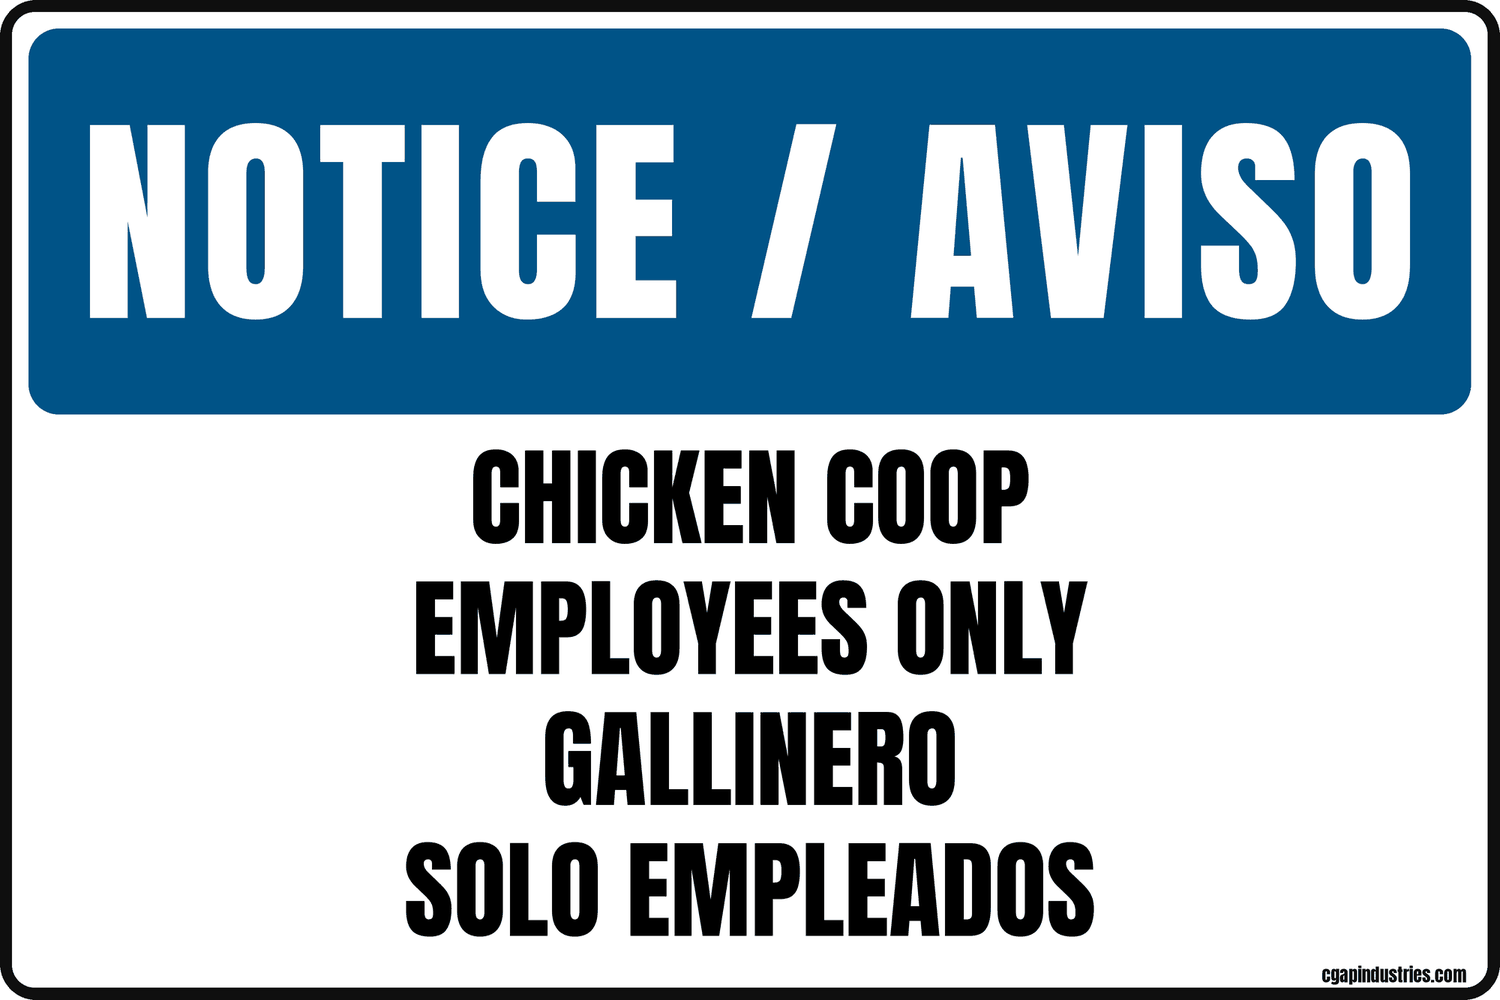 NOTICE / AVISO
CHICKEN COOP
EMPLOYEES ONLY
GALLINERO
SOLO EMPLEADOS
cgapindustries.com